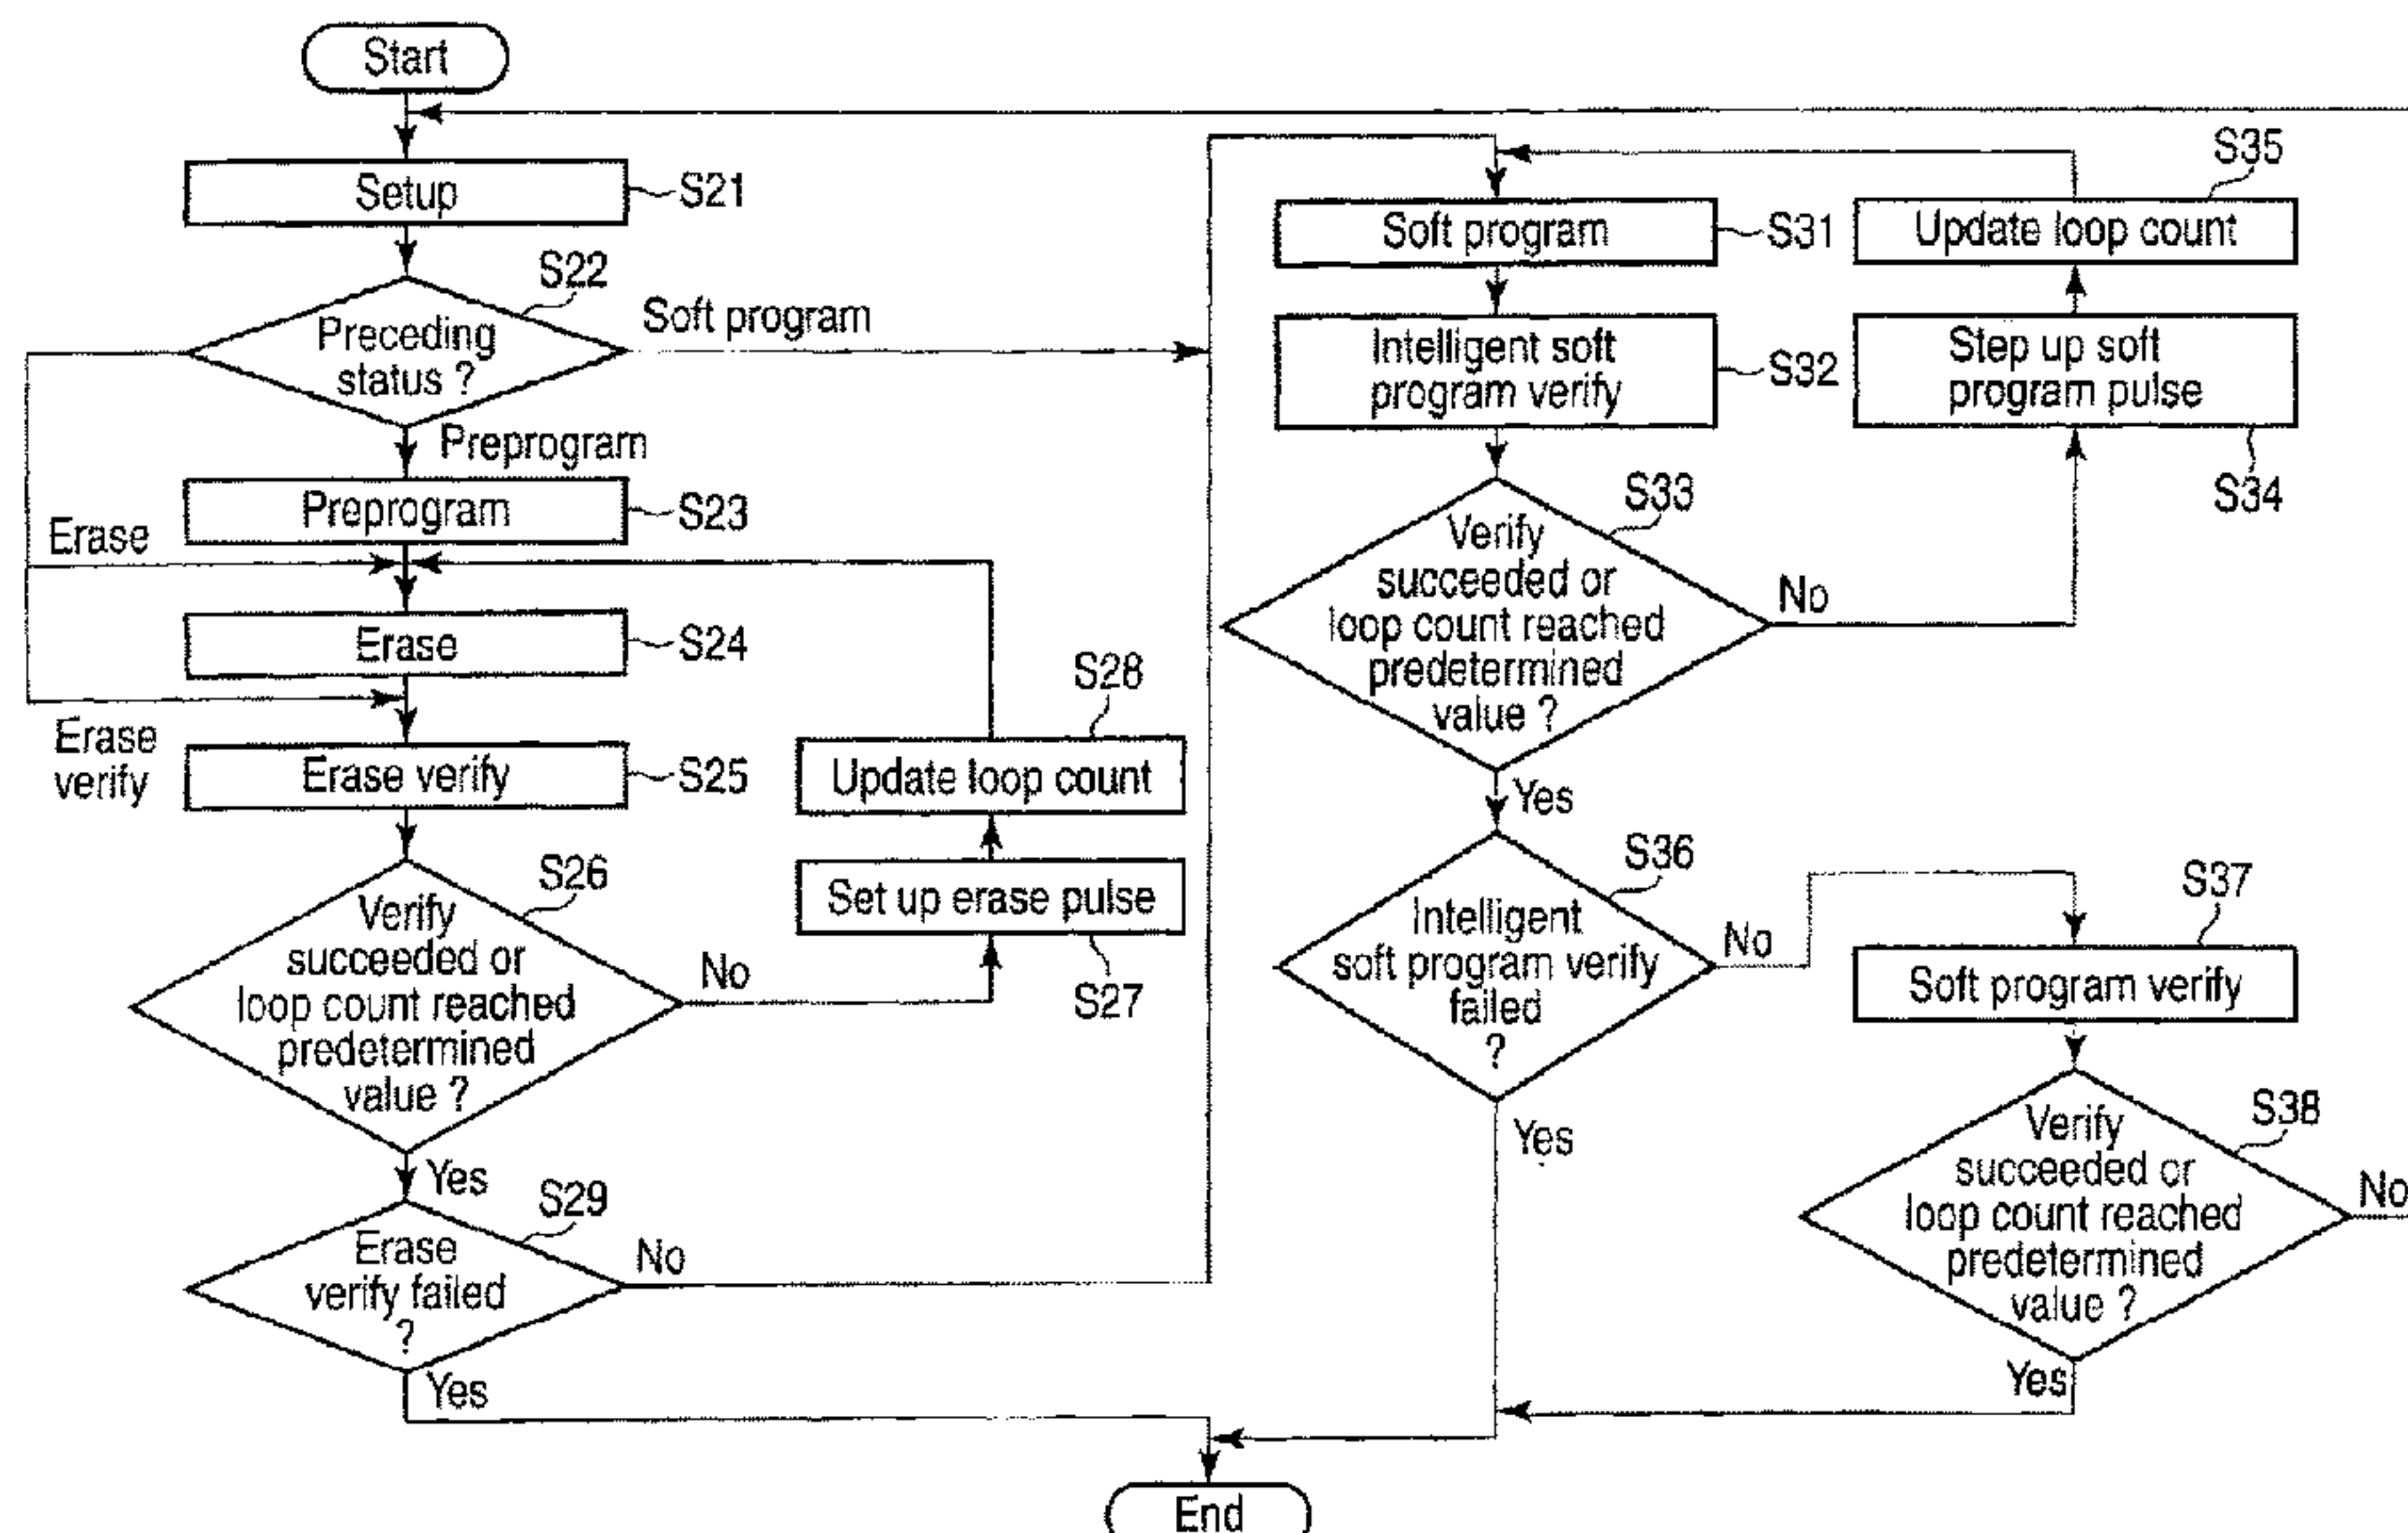 Start
Setup
S21
S22
Preceding
status ?
Soft program
Preprogram
Preprogram
S23
Erase
Erase
S24
Erase
verify
Erase verify
S25
S26
Verify
succeeded or
loop count reached
predetermined
value ?
No
Set up erase pulse
S27
Update loop count
S28
Yes
S29
Erase
verify failed
?
No
Yes
Soft program
S31
Intelligent soft
program verify
S32
S33
Verify
succeeded or
loop count reached
predetermined
value ?
No
Step up soft
program pulse
S34
Update loop count
S35
Yes
S36
Intelligent
soft program verify
failed
?
No
Yes
S37
Soft program verify
S38
Verify
succeeded or
loop count reached
predetermined
value ?
No
Yes
End